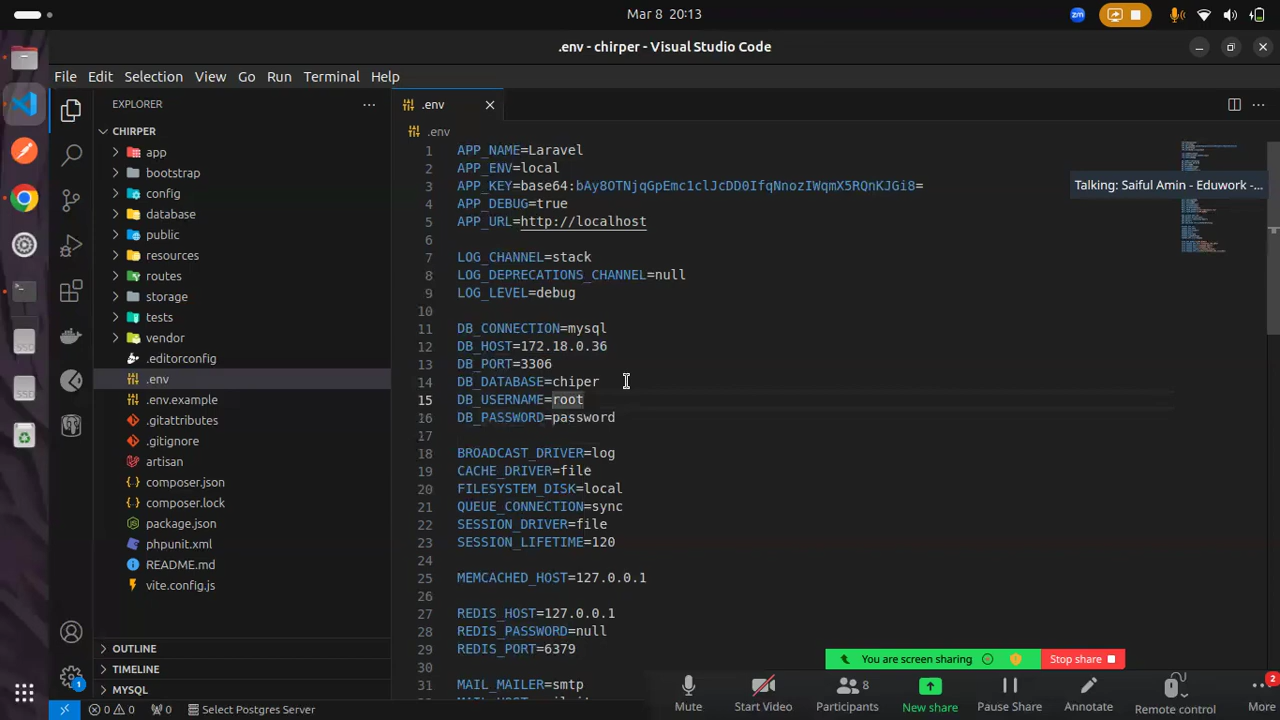 Mar 8 20:13
zm
.env - chirper - Visual Studio Code
File Edit Selection View Go Run Terminal Help
EXPLORER
CHIRPER
app
bootstrap
config
database
public
resources
routes
storage
tests
vendor
.editorconfig
.env
.env.example
.gitattributes
.gitignore
artisan
composer.json
composer.lock
package.json
phpunit.xml
README.md
vite.config.js
OUTLINE
TIMELINE
MYSQL
.env
.env
1 APP_NAME=Laravel
2 APP_ENV=local
3 APP_KEY=base64:bAy8OTNjqGpEmc1clJcDD0IfqNnozIWqmX5RQnKJGi8=
4 APP_DEBUG=true
5 APP_URL=http://localhost
6
7 LOG_CHANNEL=stack
8 LOG_DEPRECATIONS_CHANNEL=null
9 LOG_LEVEL=debug
10
11 DB_CONNECTION=mysql
12 DB_HOST=172.18.0.36
13 DB_PORT=3306
14 DB_DATABASE=chiper
15 DB_USERNAME=root
16 DB_PASSWORD=password
17
18 BROADCAST_DRIVER=log
19 CACHE_DRIVER=file
20 FILESYSTEM_DISK=local
21 QUEUE_CONNECTION=sync
22 SESSION_DRIVER=file
23 SESSION_LIFETIME=120
24
25 MEMCACHED_HOST=127.0.0.1
26
27 REDIS_HOST=127.0.0.1
28 REDIS_PASSWORD=null
29 REDIS_PORT=6379
30
31 MAIL_MAILER=smtp
Talking: Saiful Amin - Eduwork -...
You are screen sharing Stop share
8
2
Mute Start Video Participants New share Pause Share Annotate Remote control More
1
0 0 0 Select Postgres Server